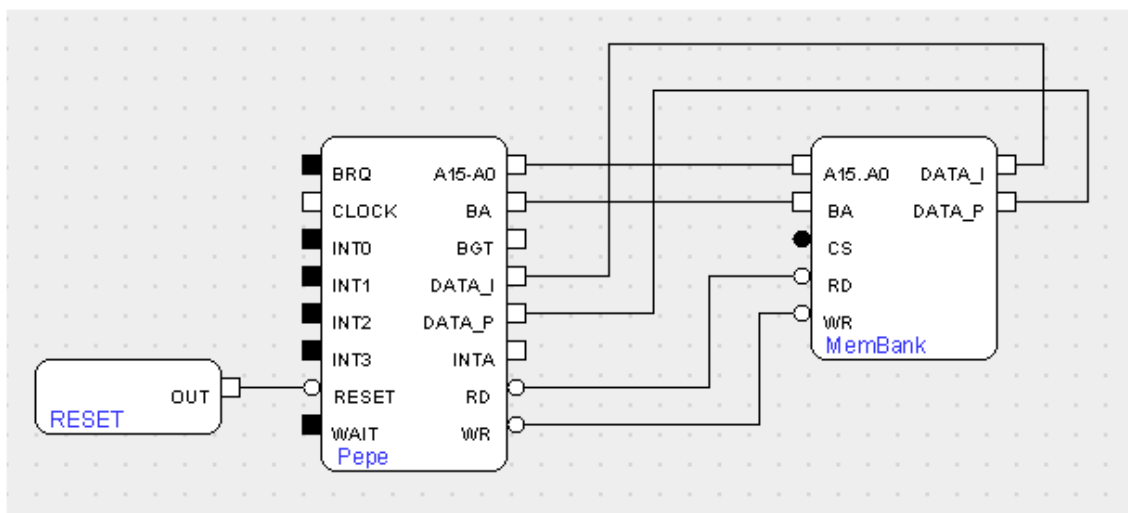 BRQ A15-A0
CLOCK BA
INT0 BGT
INT1 DATA_I
INT2 DATA_P
INT3 INTA
RESET RD
WAIT WR
Pepe
A15..A0 DATA_I
BA DATA_P
CS
RD
WR
MemBank
OUT
RESET